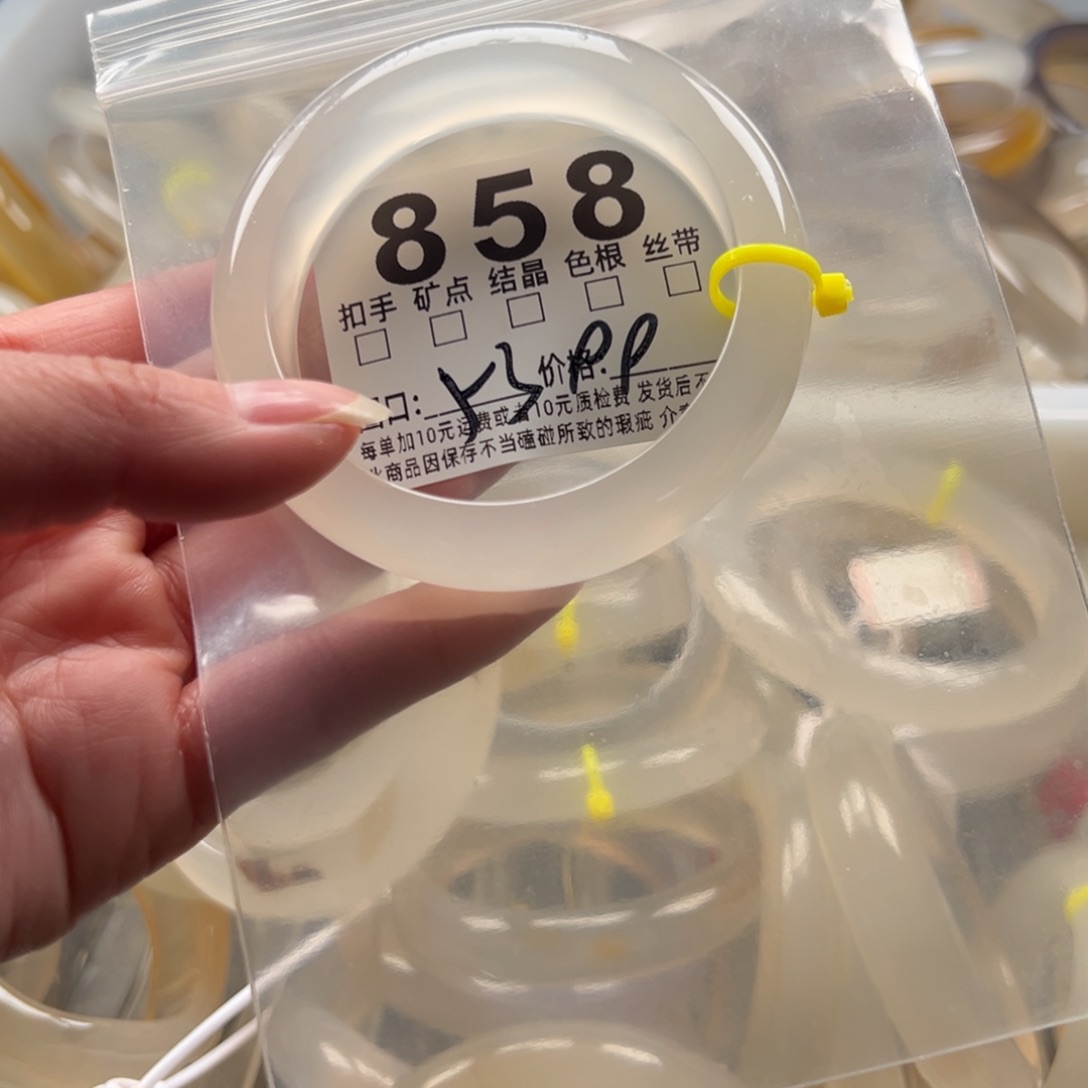 858
扣手 矿点 结晶 色根 丝带
口: 价格:
每单加10元运费或者10元质检费 发货后不
商品因保存不当磕碰所致的瑕疵 介